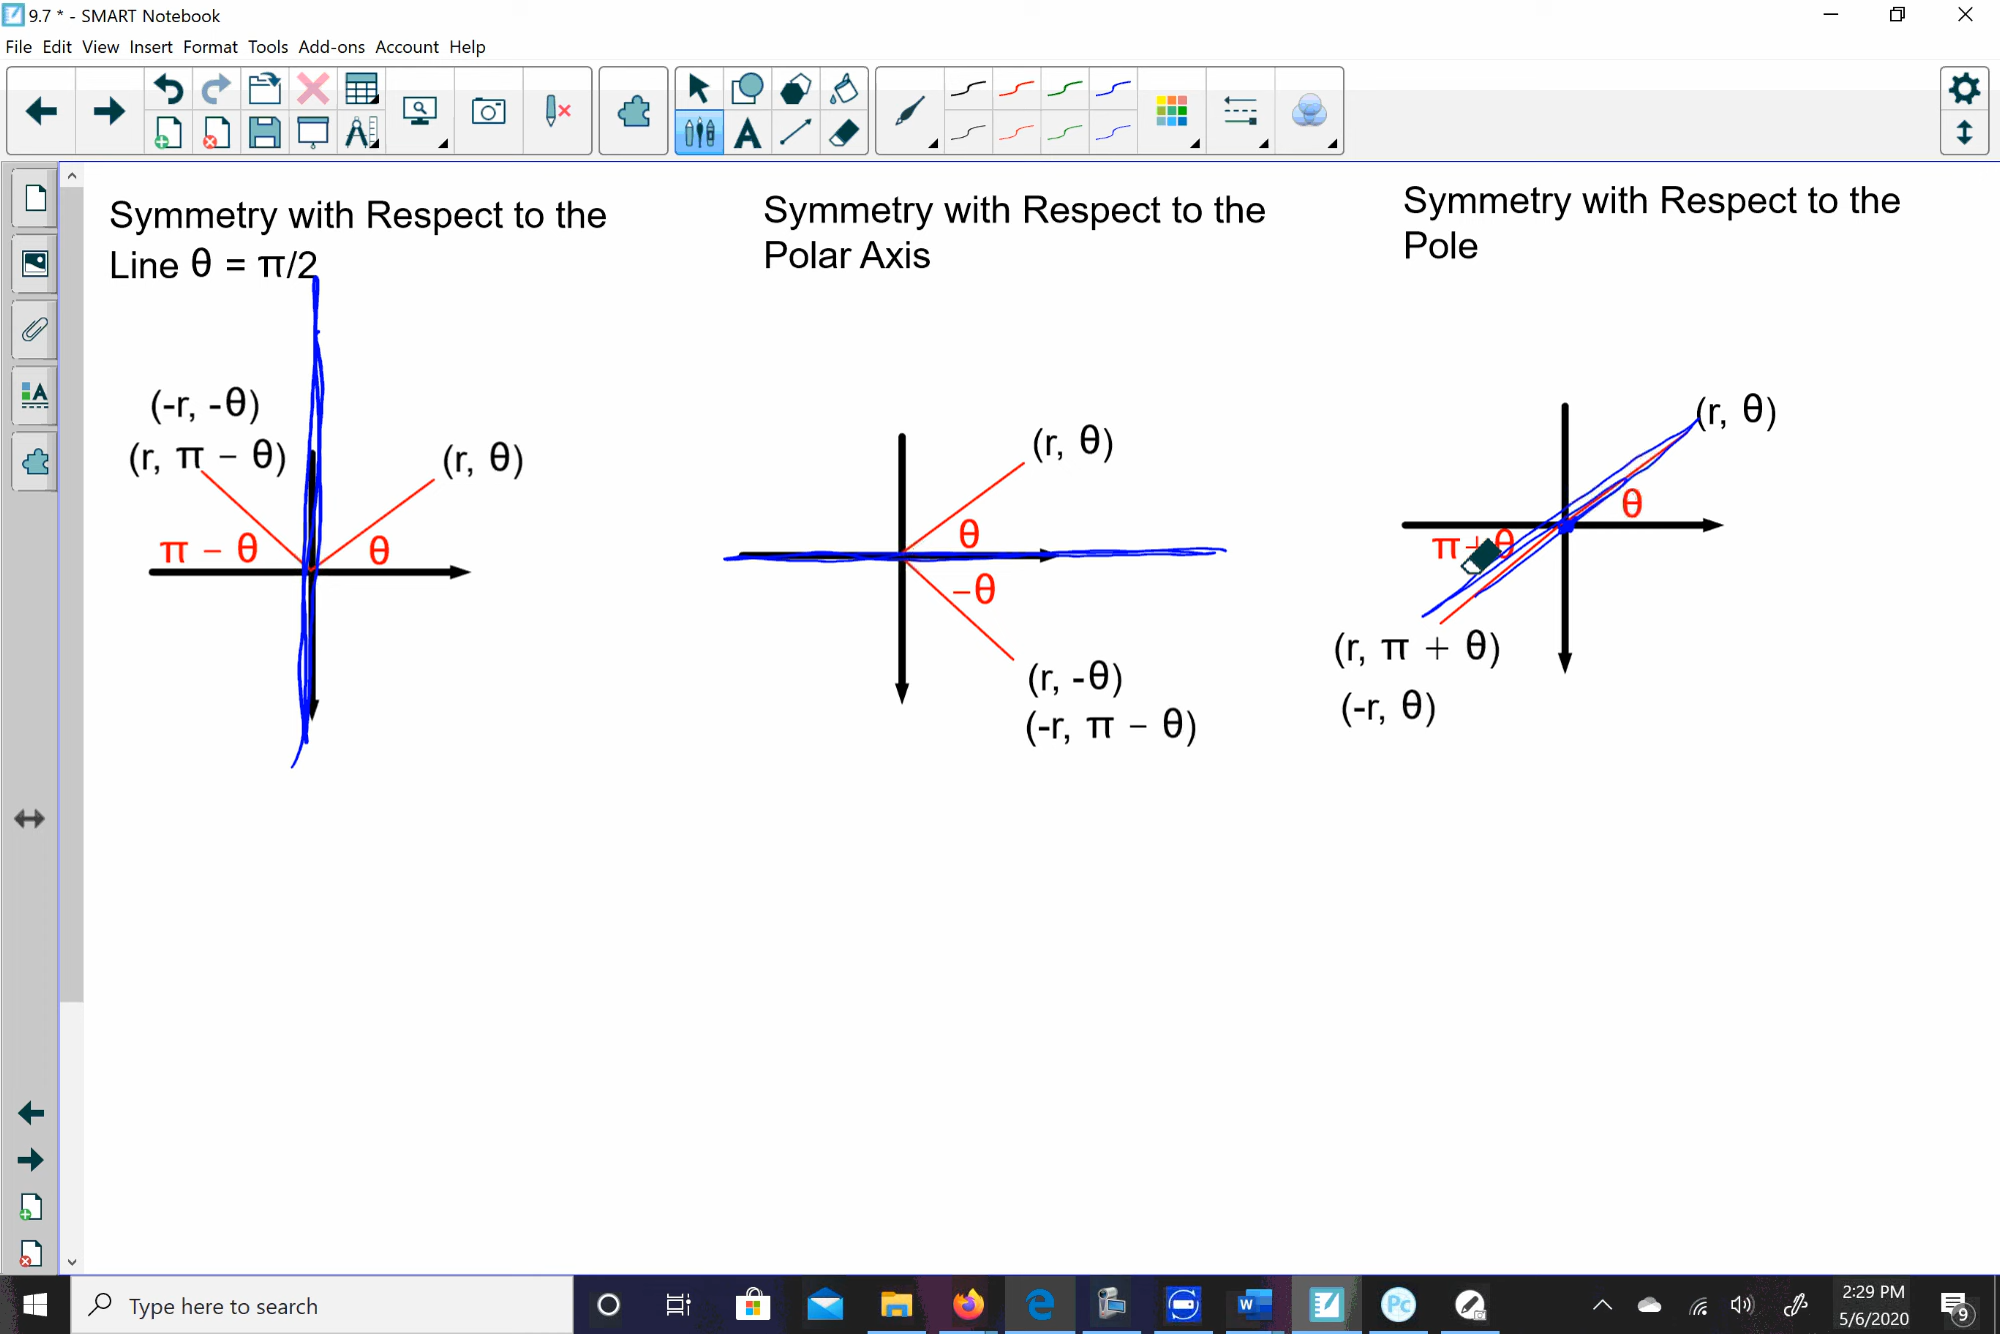 9.7 * - SMART Notebook
File Edit View Insert Format Tools Add-ons Account Help
Symmetry with Respect to the
Line θ = π/2
(-r, -θ)
(r, π − θ)
(r, θ)
π − θ
θ
Symmetry with Respect to the
Polar Axis
(r, θ)
θ
−θ
(r, -θ)
(-r, π − θ)
Symmetry with Respect to the
Pole
(r, θ)
θ
π+θ
(r, π + θ)
(-r, θ)
Type here to search
2:29 PM
5/6/2020
9